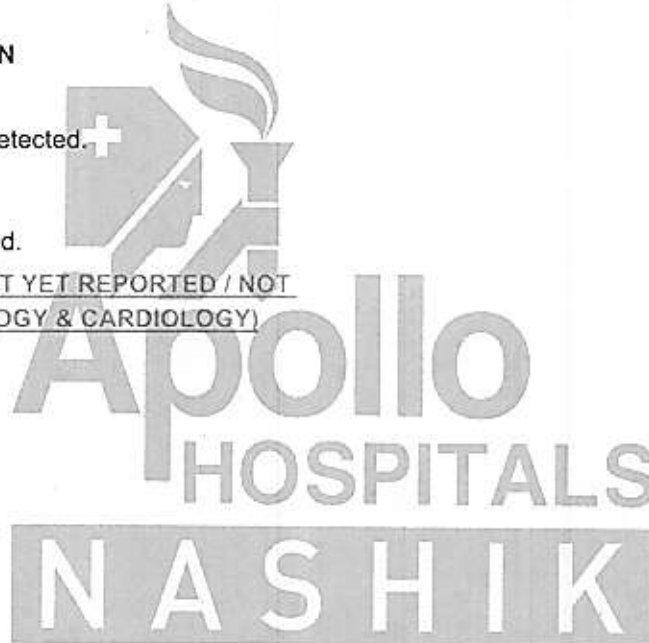 N
etected.
d.
T YET REPORTED / NOT
OGY & CARDIOLOGY)
Apollo
HOSPITALS
NASHIK